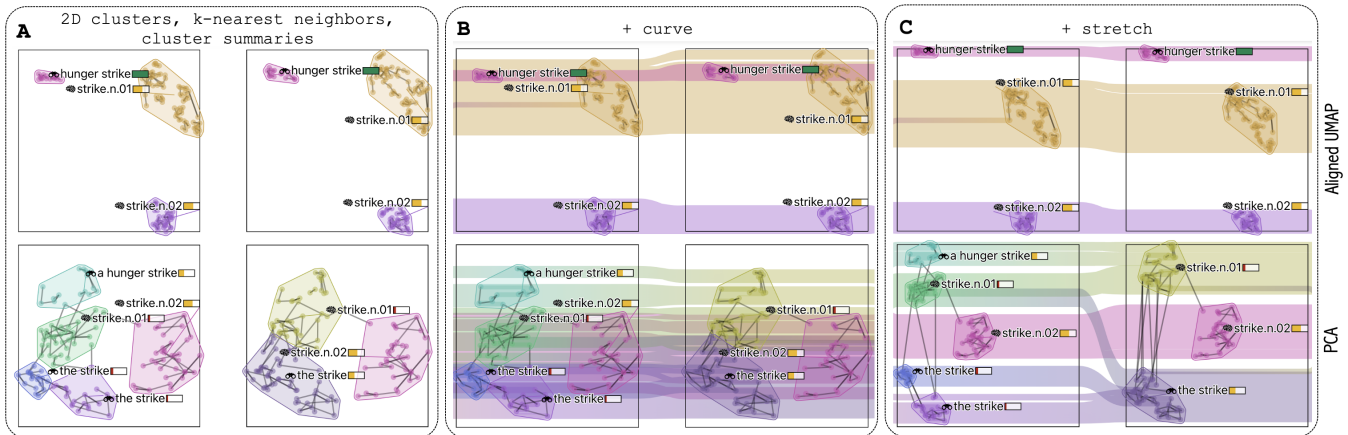 A
2D clusters, k-nearest neighbors,
cluster summaries
hunger strike
strike.n.01
strike.n.02
hunger strike
strike.n.01
strike.n.02
a hunger strike
strike.n.02
strike.n.01
the strike
the strike
strike.n.01
strike.n.02
the strike
B
+ curve
hunger strike
strike.n.01
strike.n.02
hunger strike
strike.n.01
strike.n.02
a hunger strike
strike.n.02
strike.n.01
the strike
the strike
strike.n.01
strike.n.02
the strike
C
+ stretch
hunger strike
strike.n.01
strike.n.02
hunger strike
strike.n.01
strike.n.02
a hunger strike
strike.n.01
strike.n.02
the strike
the strike
strike.n.01
strike.n.02
the strike
Aligned UMAP
PCA